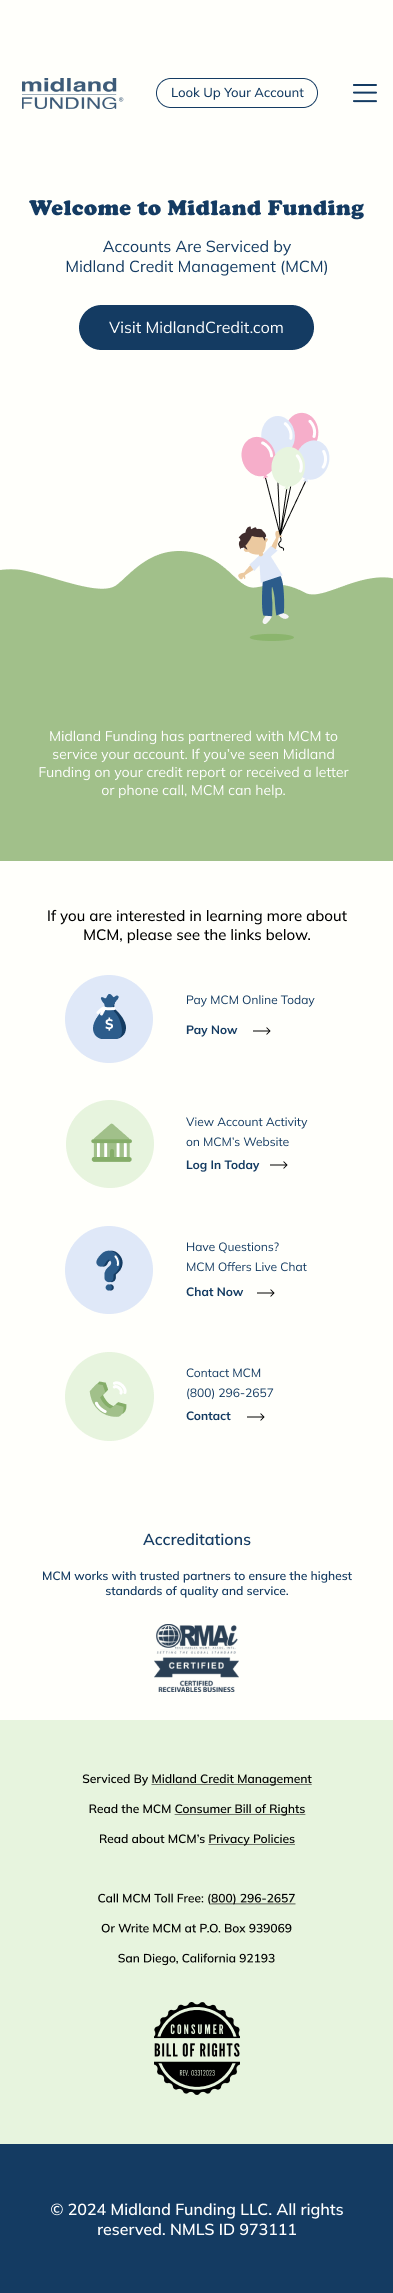 midland
FUNDING®
Look Up Your Account
Welcome to Midland Funding
Accounts Are Serviced by
Midland Credit Management (MCM)
Visit MidlandCredit.com
Midland Funding has partnered with MCM to
service your account. If you’ve seen Midland
Funding on your credit report or received a letter
or phone call, MCM can help.
If you are interested in learning more about
MCM, please see the links below.
$
Pay MCM Online Today
Pay Now
View Account Activity
on MCM’s Website
Log In Today
?
Have Questions?
MCM Offers Live Chat
Chat Now
Contact MCM
(800) 296-2657
Contact
Accreditations
MCM works with trusted partners to ensure the highest
standards of quality and service.
RMAi
SETTING THE GLOBAL STANDARD
CERTIFIED
CERTIFIED
RECEIVABLES BUSINESS
Serviced By Midland Credit Management
Read the MCM Consumer Bill of Rights
Read about MCM’s Privacy Policies
Call MCM Toll Free: (800) 296-2657
Or Write MCM at P.O. Box 939069
San Diego, California 92193
CONSUMER
BILL OF RIGHTS
REV. 03312023
© 2024 Midland Funding LLC. All rights
reserved. NMLS ID 973111